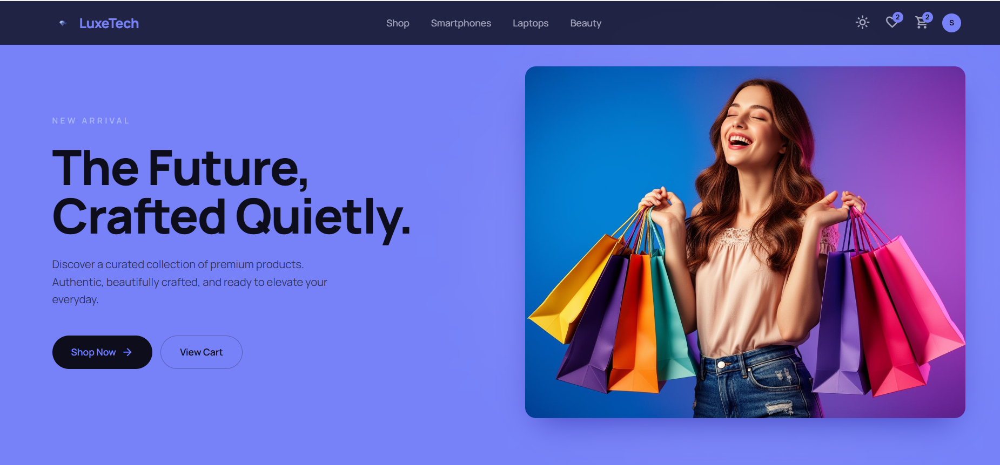 LuxeTech
Shop
Smartphones
Laptops
Beauty
2
2
S
NEW ARRIVAL
The Future,
Crafted Quietly.
Discover a curated collection of premium products.
Authentic, beautifully crafted, and ready to elevate your
everyday.
Shop Now
View Cart